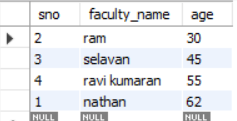 sno faculty_name age
2 ram 30
3 selavan 45
4 ravi kumaran 55
1 nathan 62
NULL NULL NULL